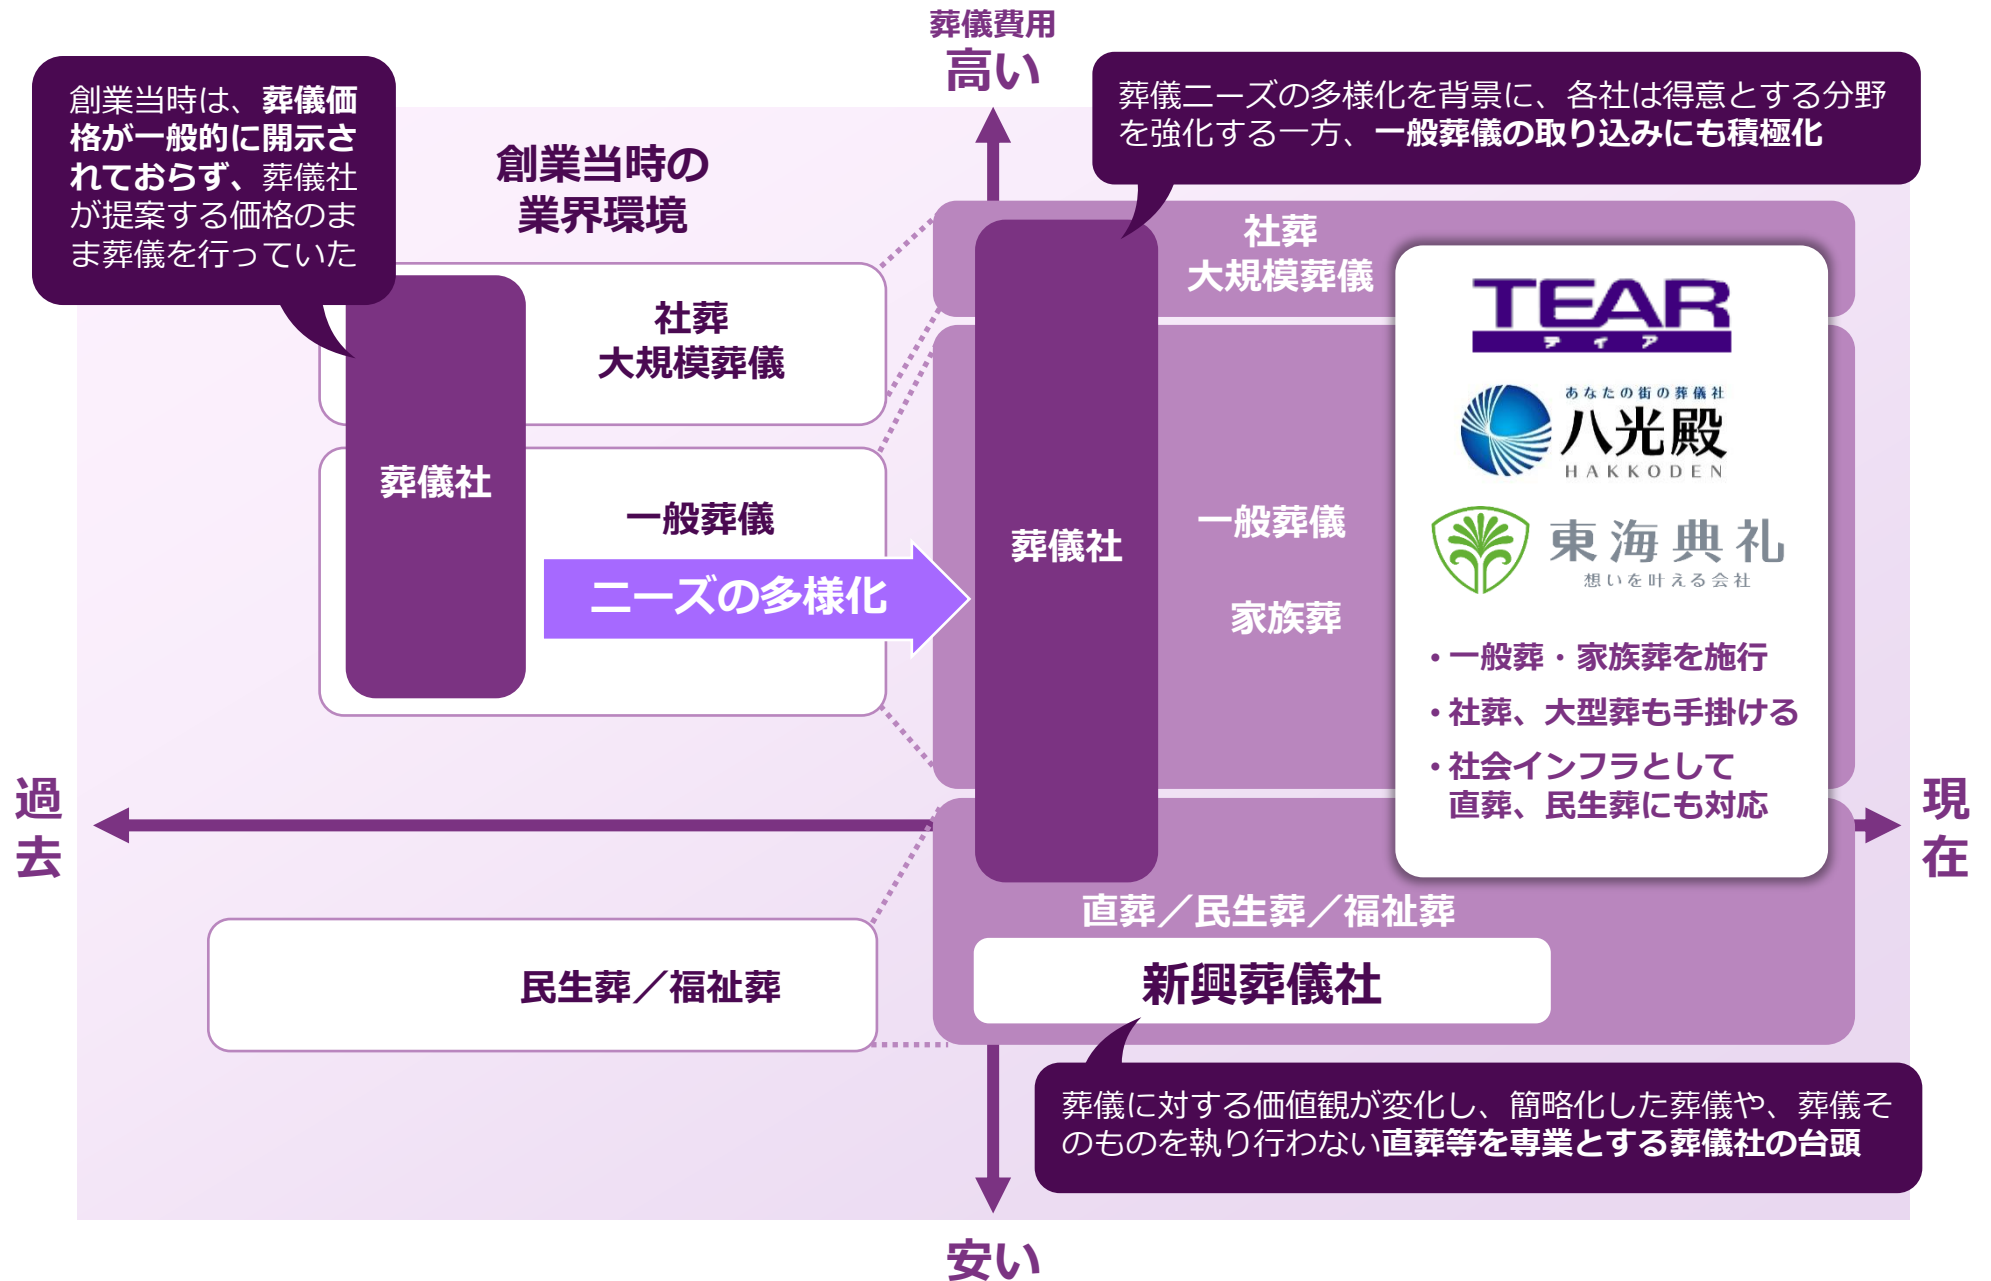 葬儀費用
高い
創業当時は、葬儀価
格が一般的に開示さ
れておらず、葬儀社
が提案する価格のま
ま葬儀を行っていた
創業当時の
業界環境
葬儀ニーズの多様化を背景に、各社は得意とする分野
を強化する一方、一般葬儀の取り込みにも積極化
社葬
大規模葬儀
葬儀社
一般葬儀
ニーズの多様化
民生葬／福祉葬
社葬
大規模葬儀
葬儀社
一般葬儀
家族葬
TEAR
ティア
あなたの街の葬儀社
八光殿
HAKKODEN
東海典礼
想いを叶える会社
・一般葬・家族葬を施行
・社葬、大型葬も手掛ける
・社会インフラとして
直葬、民生葬にも対応
直葬／民生葬／福祉葬
新興葬儀社
葬儀に対する価値観が変化し、簡略化した葬儀や、葬儀そ
のものを執り行わない直葬等を専業とする葬儀社の台頭
過
去
現
在
安い